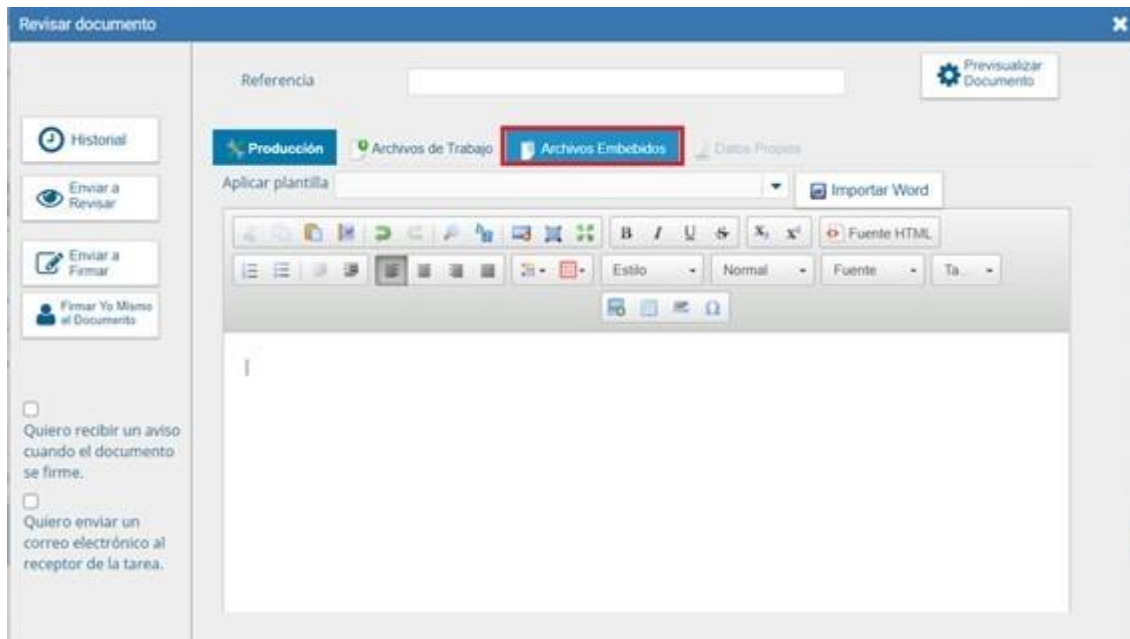 Revisar documento
Referencia
Previsualizar
Documento
Historial
Producción
Archivos de Trabajo
Archivos Embebidos
Datos Propios
Enviar a
Revisar
Aplicar plantilla
Importar Word
B I U S X₂ x² Fuente HTML
Enviar a
Firmar
Estilo
Normal
Fuente
Ta...
Firmar Yo Mismo
el Documento
Ω
Quiero recibir un aviso
cuando el documento
se firme.
Quiero enviar un
correo electrónico al
receptor de la tarea.